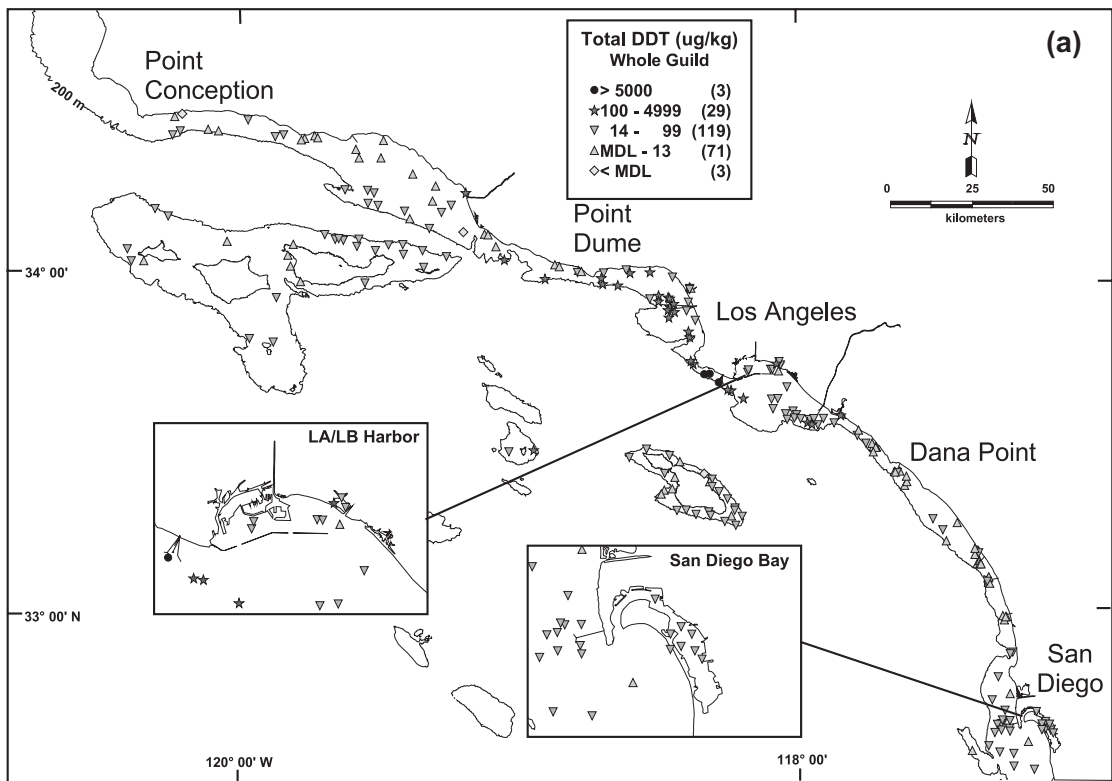 (a)
Total DDT (ug/kg)
Whole Guild
> 5000 (3)
100 - 4999 (29)
14 - 99 (119)
MDL - 13 (71)
< MDL (3)
Point
Conception
200 m
N
0 25 50
kilometers
Point
Dume
34° 00'
Los Angeles
LA/LB Harbor
Dana Point
San Diego Bay
33° 00' N
San
Diego
120° 00' W
118° 00'